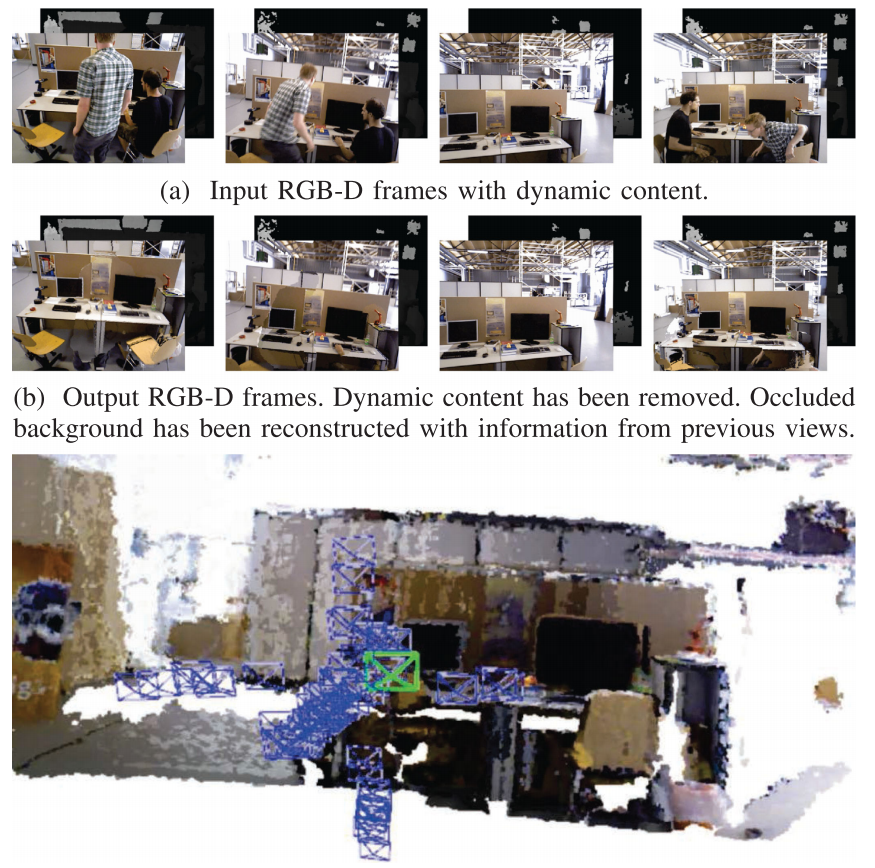 (a) Input RGB-D frames with dynamic content.
(b) Output RGB-D frames. Dynamic content has been removed. Occluded
background has been reconstructed with information from previous views.